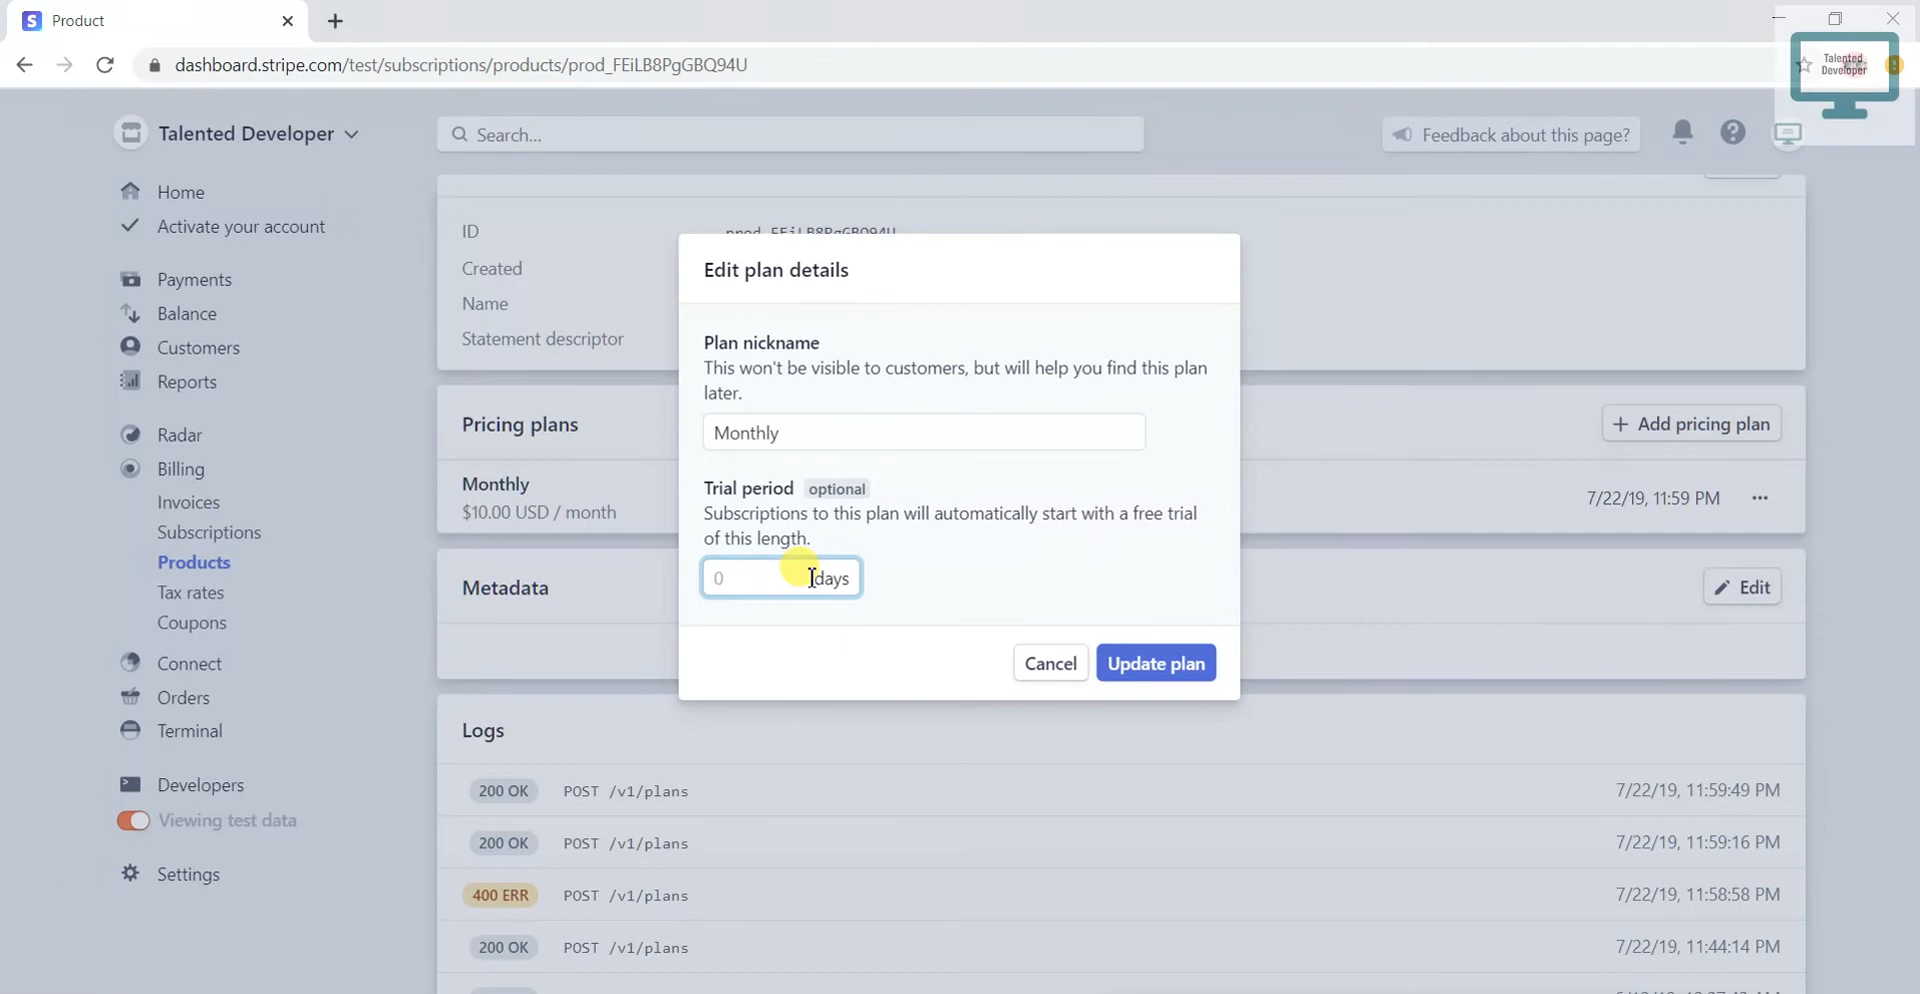 Product
dashboard.stripe.com/test/subscriptions/products/prod_FEiLB8PgGBQ94U
Talented
Developer
Talented Developer
Search...
Feedback about this page?
Home
Activate your account
Payments
Balance
Customers
Reports
Radar
Billing
Invoices
Subscriptions
Products
Tax rates
Coupons
Connect
Orders
Terminal
Developers
Viewing test data
Settings
ID
prod_FEiLB8PgGBQ94U
Created
Name
Statement descriptor
Pricing plans
+ Add pricing plan
Monthly
$10.00 USD / month
7/22/19, 11:59 PM
Metadata
Edit
Edit plan details
Plan nickname
This won't be visible to customers, but will help you find this plan
later.
Monthly
Trial period optional
Subscriptions to this plan will automatically start with a free trial
of this length.
0 days
Cancel
Update plan
Logs
200 OK POST /v1/plans 7/22/19, 11:59:49 PM
200 OK POST /v1/plans 7/22/19, 11:59:16 PM
400 ERR POST /v1/plans 7/22/19, 11:58:58 PM
200 OK POST /v1/plans 7/22/19, 11:44:14 PM